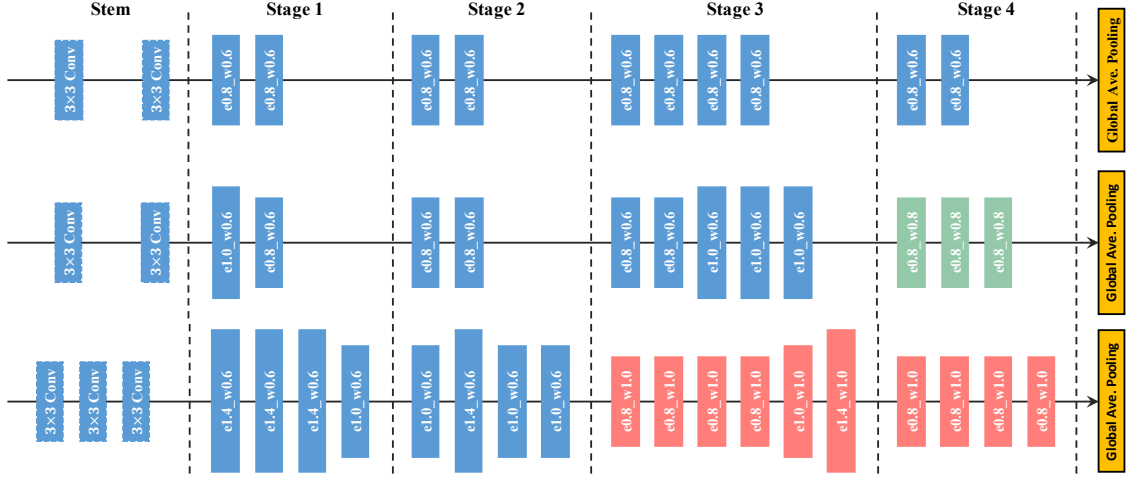 Stem
Stage 1
Stage 2
Stage 3
Stage 4
3×3 Conv
3×3 Conv
e0.8_w0.6
e0.8_w0.6
e0.8_w0.6
e0.8_w0.6
e0.8_w0.6
e0.8_w0.6
e0.8_w0.6
e0.8_w0.6
e0.8_w0.6
e0.8_w0.6
Global Ave. Pooling
3×3 Conv
3×3 Conv
e1.0_w0.6
e0.8_w0.6
e0.8_w0.6
e0.8_w0.6
e0.8_w0.6
e0.8_w0.6
e1.0_w0.6
e1.0_w0.6
e1.0_w0.6
e0.8_w0.8
e0.8_w0.8
e0.8_w0.8
Global Ave. Pooling
3×3 Conv
3×3 Conv
3×3 Conv
e1.4_w0.6
e1.4_w0.6
e1.4_w0.6
e1.0_w0.6
e1.0_w0.6
e1.4_w0.6
e1.0_w0.6
e1.0_w0.6
e0.8_w1.0
e0.8_w1.0
e0.8_w1.0
e0.8_w1.0
e1.0_w1.0
e1.4_w1.0
e0.8_w1.0
e0.8_w1.0
e0.8_w1.0
e0.8_w1.0
Global Ave. Pooling